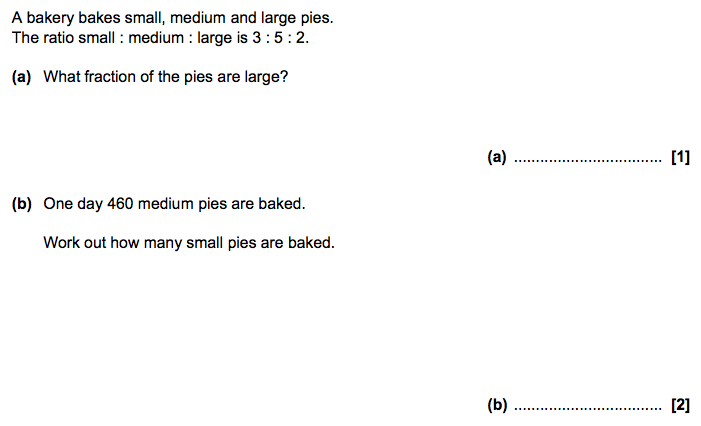 A bakery bakes small, medium and large pies.
The ratio small : medium : large is 3 : 5 : 2.
(a) What fraction of the pies are large?
(a) .................................. [1]
(b) One day 460 medium pies are baked.
Work out how many small pies are baked.
(b) .................................. [2]